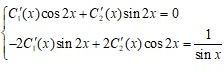 C₁′(x)cos 2x + C₂′(x)sin 2x = 0
−2C₁′(x)sin 2x + 2C₂′(x)cos 2x = 1/sin x